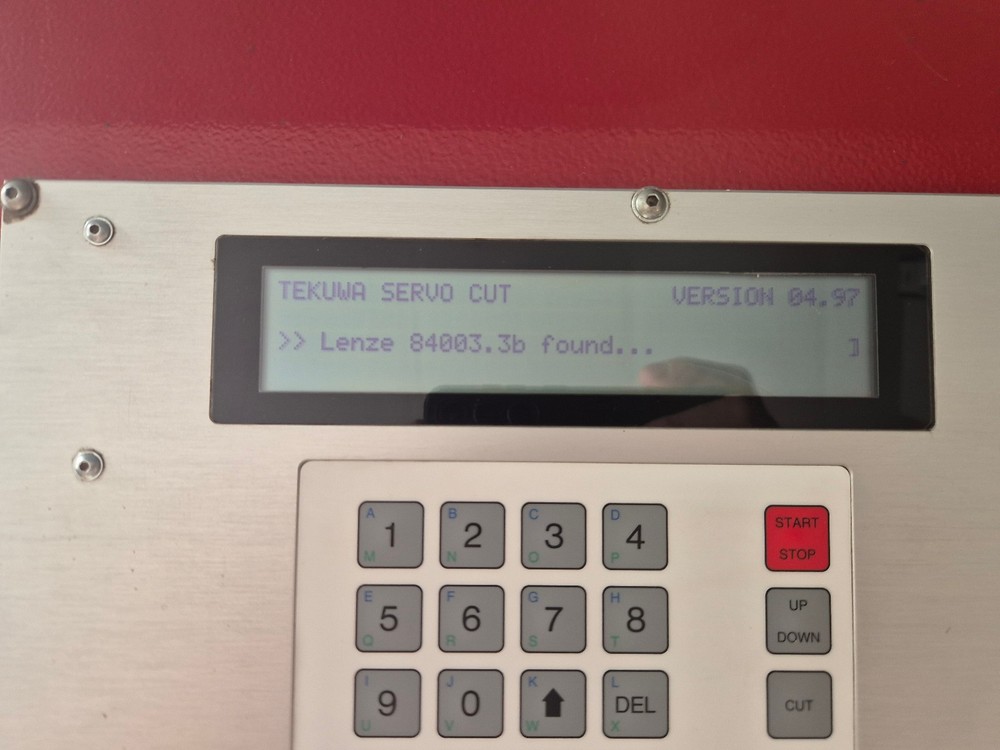 TEKUWA SERVO CUT VERSION 04.97
>> Lenze 84003.3b found... ]
A 1 M
B 2 N
C 3 O
D 4 P
START STOP
E 5 Q
F 6 R
G 7 S
H 8 T
UP DOWN
I 9 U
J 0 V
K W
L DEL X
CUT